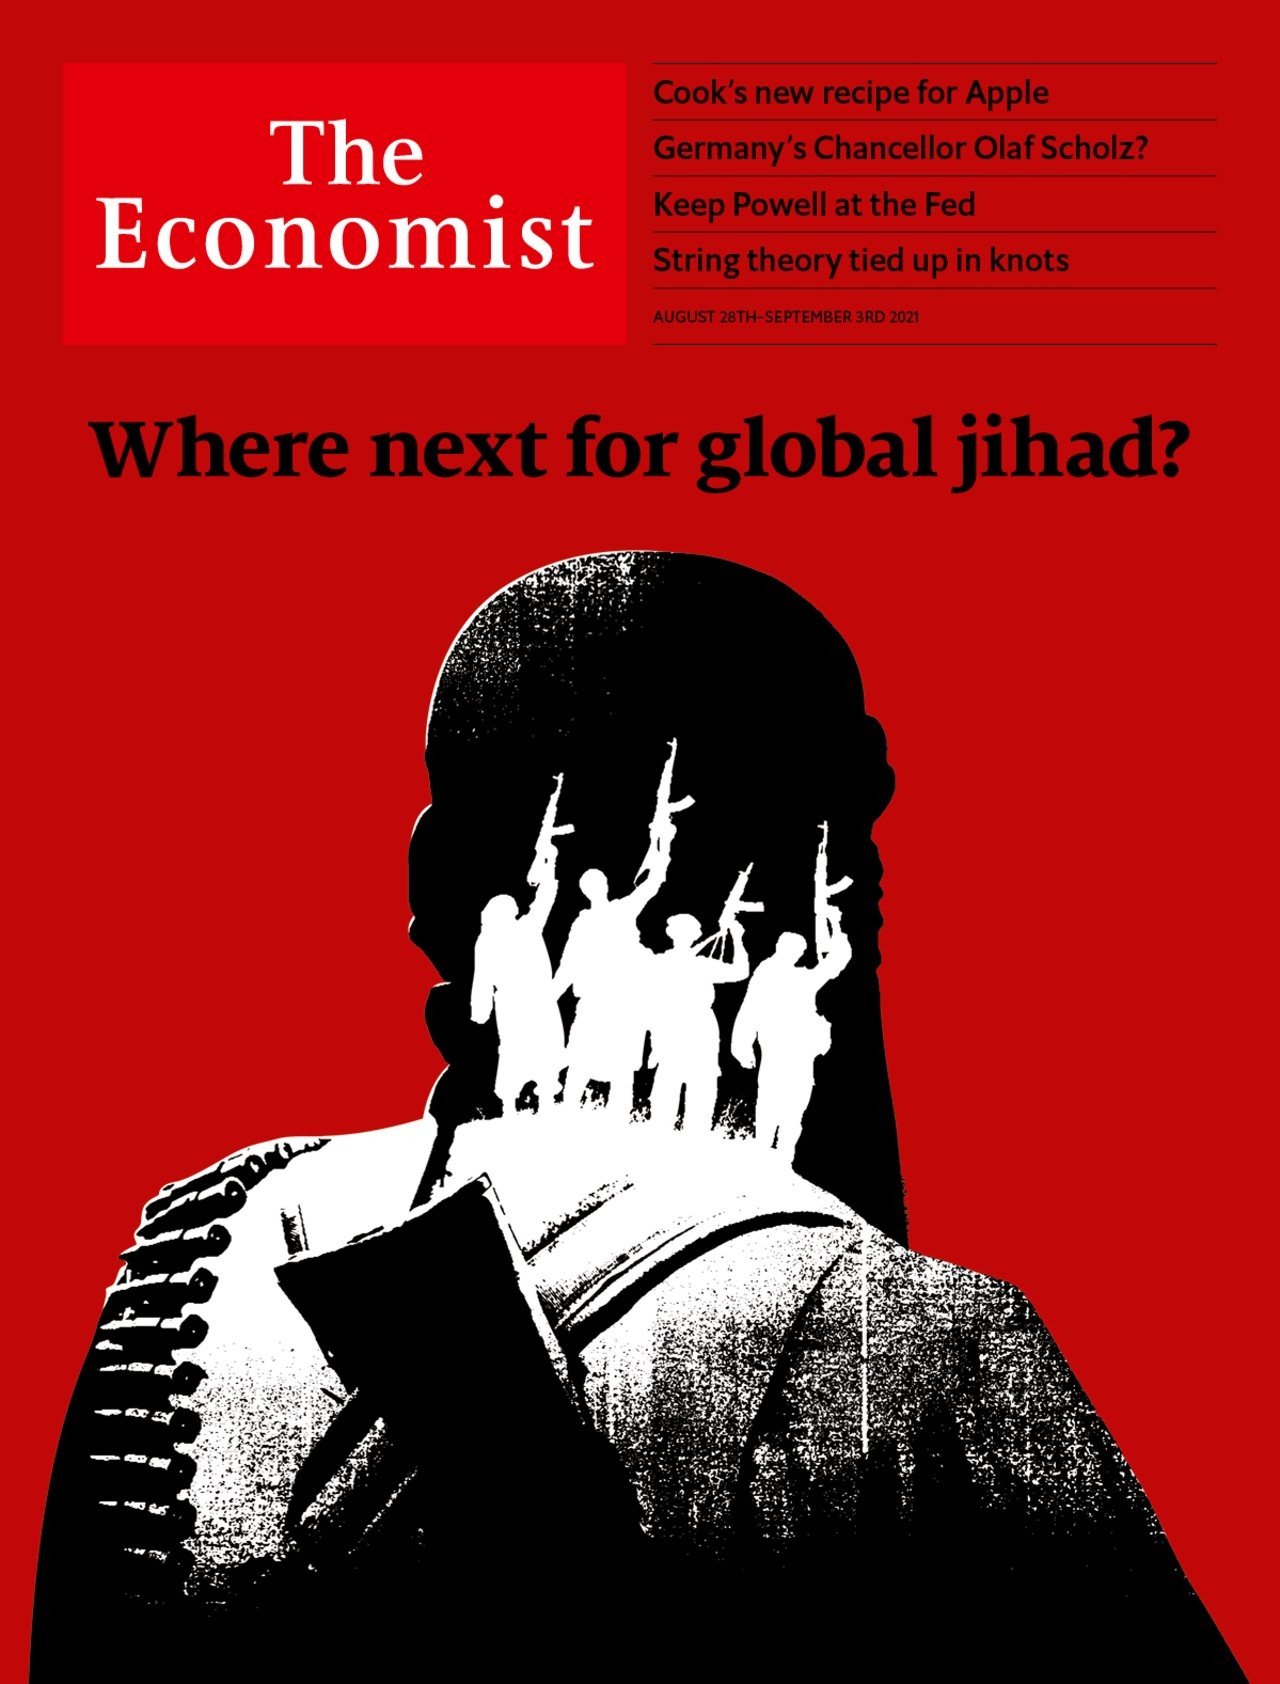 The
Economist
Cook's new recipe for Apple
Germany's Chancellor Olaf Scholz?
Keep Powell at the Fed
String theory tied up in knots
AUGUST 28TH–SEPTEMBER 3RD 2021
Where next for global jihad?